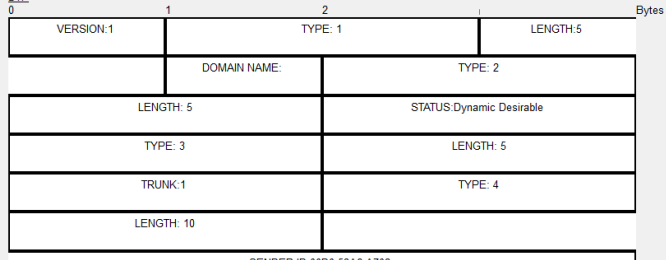 0 1 2 Bytes
VERSION:1 TYPE: 1 LENGTH:5
DOMAIN NAME: TYPE: 2
LENGTH: 5 STATUS:Dynamic Desirable
TYPE: 3 LENGTH: 5
TRUNK:1 TYPE: 4
LENGTH: 10